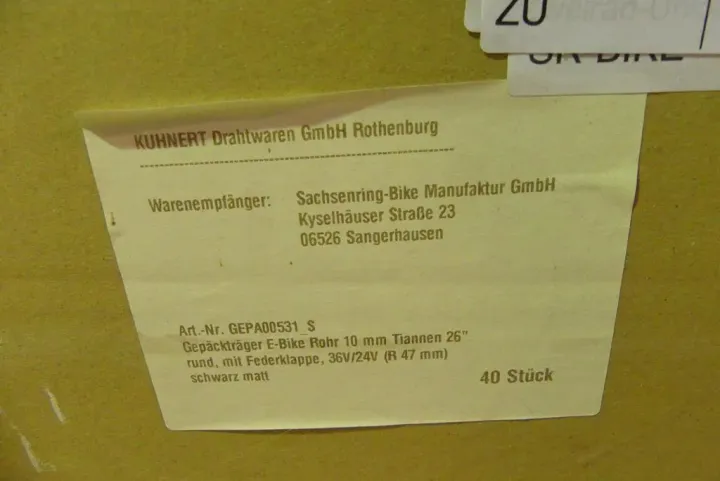 20
KUHNERT Drahtwaren GmbH Rothenburg
Warenempfänger: Sachsenring-Bike Manufaktur GmbH
Kyselhäuser Straße 23
06526 Sangerhausen
Art.-Nr. GEPA00531_S
Gepäckträger E-Bike Rohr 10 mm Tiannen 26"
rund, mit Federklappe, 36V/24V (R 47 mm)
schwarz matt
40 Stück